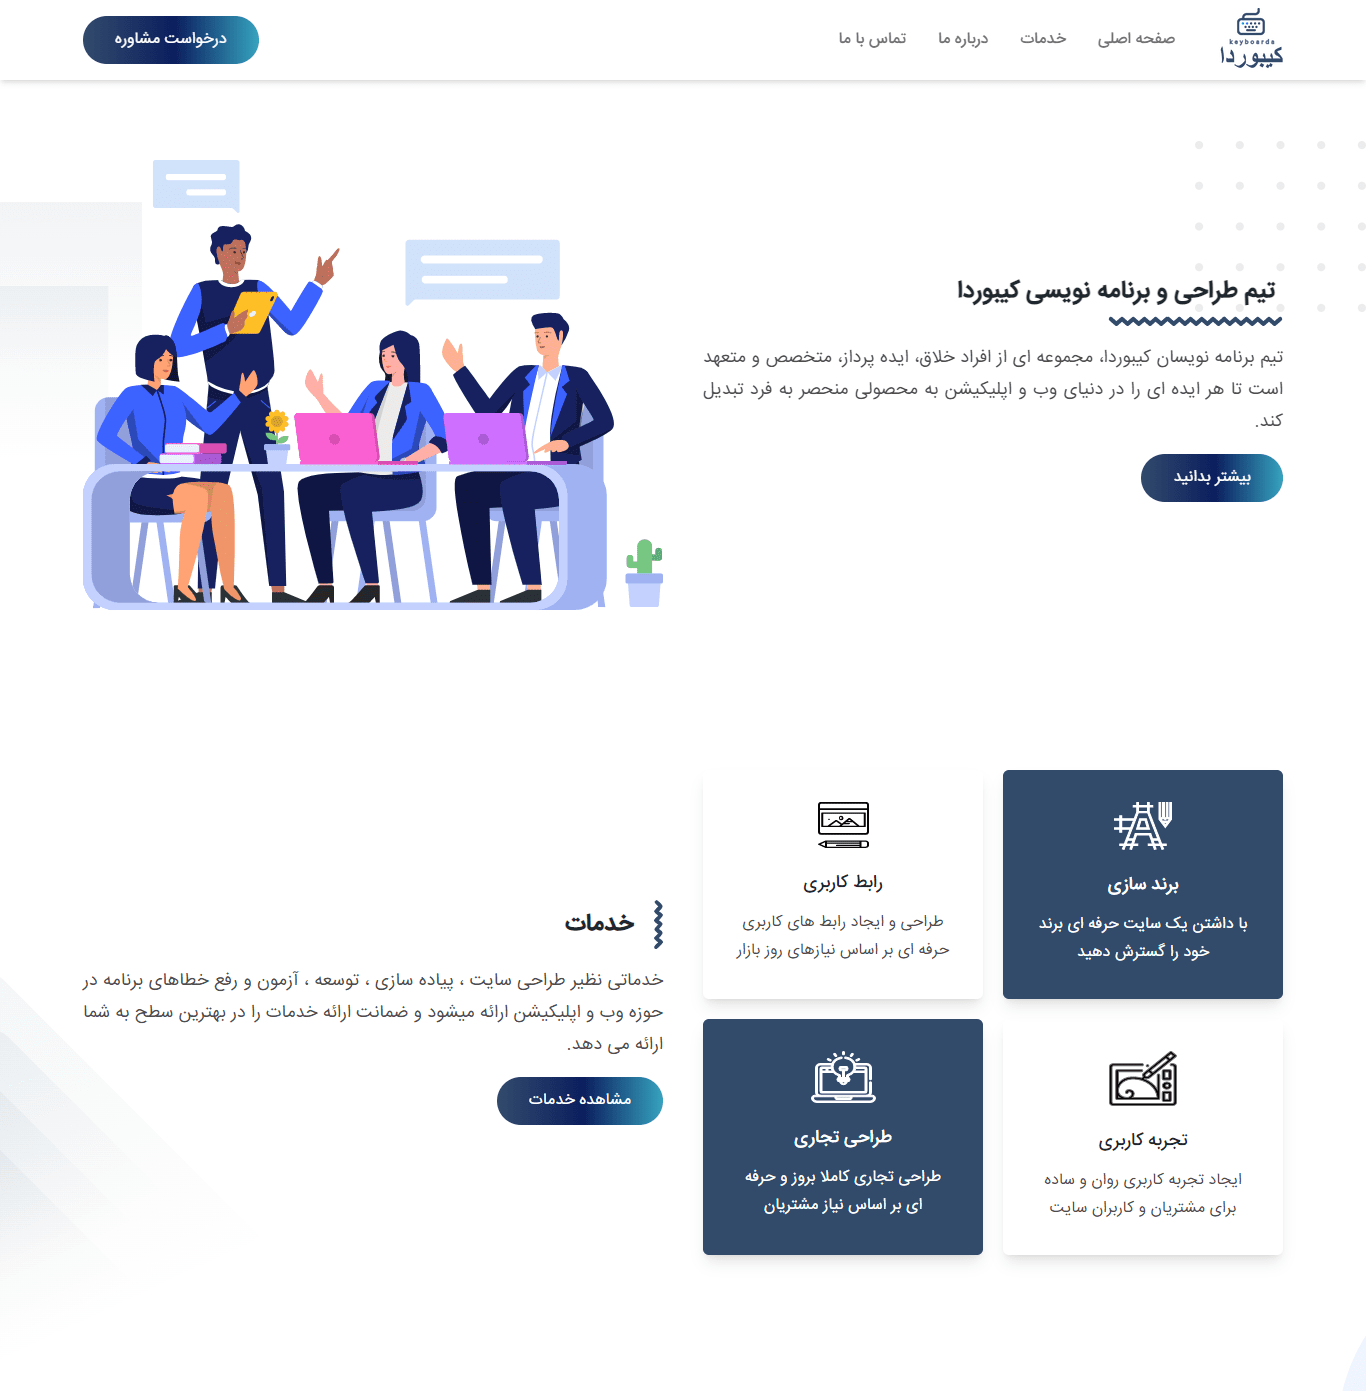 keyboarda
کیبوردا
صفحه اصلی
خدمات
درباره ما
تماس با ما
درخواست مشاوره
تیم طراحی و برنامه نویسی کیبوردا
تیم برنامه نویسان کیبوردا، مجموعه ای از افراد خلاق، ایده پرداز، متخصص و متعهد
است تا هر ایده ای را در دنیای وب و اپلیکیشن به محصولی منحصر به فرد تبدیل
کند.
بیشتر بدانید
برند سازی
با داشتن یک سایت حرفه ای برند
خود را گسترش دهید
رابط کاربری
طراحی و ایجاد رابط های کاربری
حرفه ای بر اساس نیازهای روز بازار
تجربه کاربری
ایجاد تجربه کاربری روان و ساده
برای مشتریان و کاربران سایت
طراحی تجاری
طراحی تجاری کاملا بروز و حرفه
ای بر اساس نیاز مشتریان
خدمات
خدماتی نظیر طراحی سایت ، پیاده سازی ، توسعه ، آزمون و رفع خطاهای برنامه در
حوزه وب و اپلیکیشن ارائه میشود و ضمانت ارائه خدمات را در بهترین سطح به شما
ارائه می دهد.
مشاهده خدمات